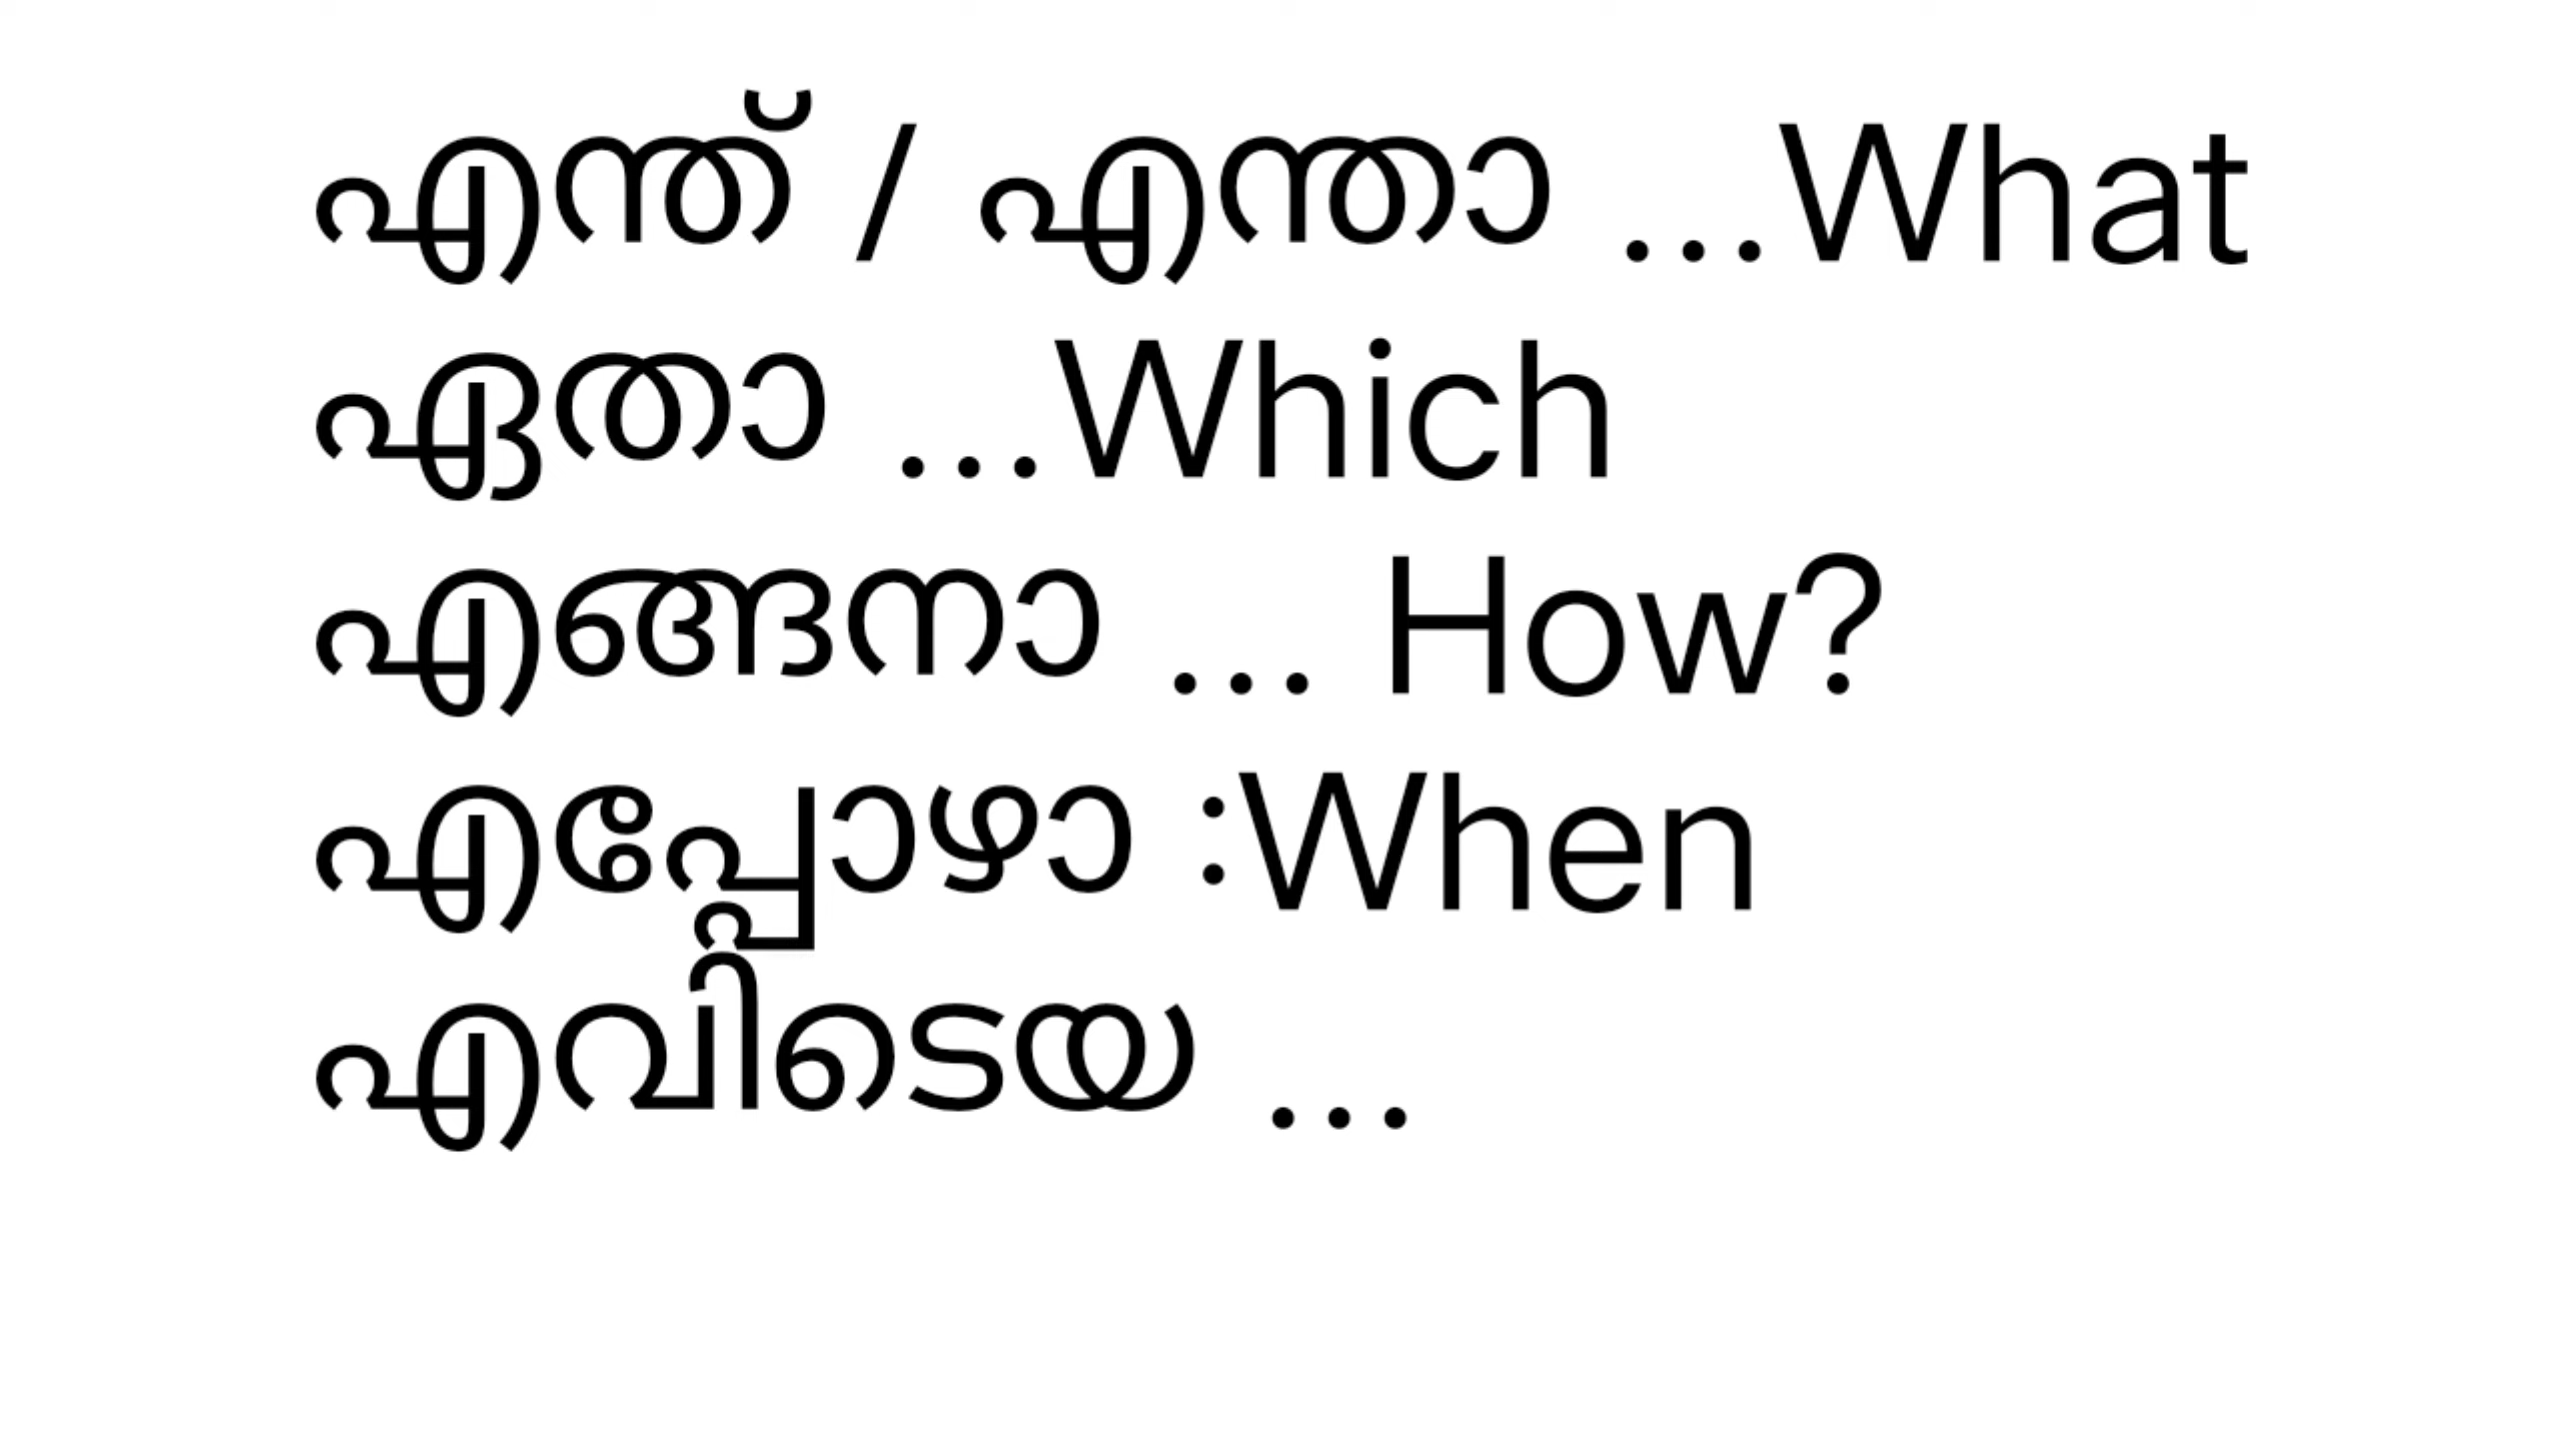 എന്ത് / എന്താ ...What
ഏതാ ...Which
എങ്ങനാ ... How?
എപ്പോഴാ :When
എവിടെയ ...